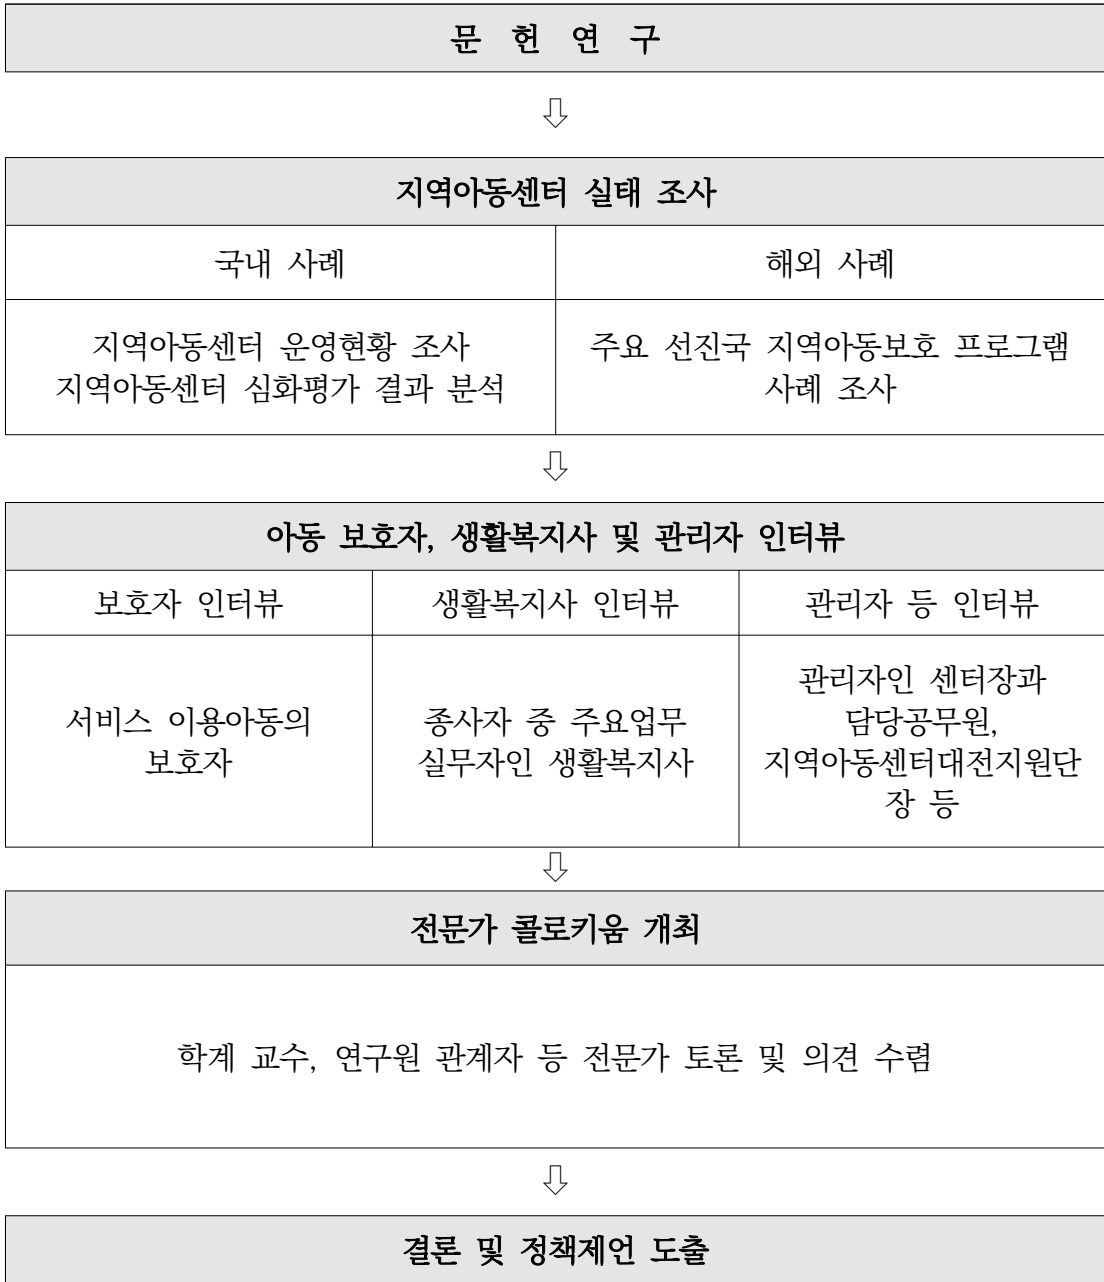 문 헌 연 구
⇩
지역아동센터 실태 조사
국내 사례
해외 사례
지역아동센터 운영현황 조사
지역아동센터 심화평가 결과 분석
주요 선진국 지역아동보호 프로그램
사례 조사
⇩
아동 보호자, 생활복지사 및 관리자 인터뷰
보호자 인터뷰
생활복지사 인터뷰
관리자 등 인터뷰
서비스 이용아동의
보호자
종사자 중 주요업무
실무자인 생활복지사
관리자인 센터장과
담당공무원,
지역아동센터대전지원단
장 등
⇩
전문가 콜로키움 개최
학계 교수, 연구원 관계자 등 전문가 토론 및 의견 수렴
⇩
결론 및 정책제언 도출